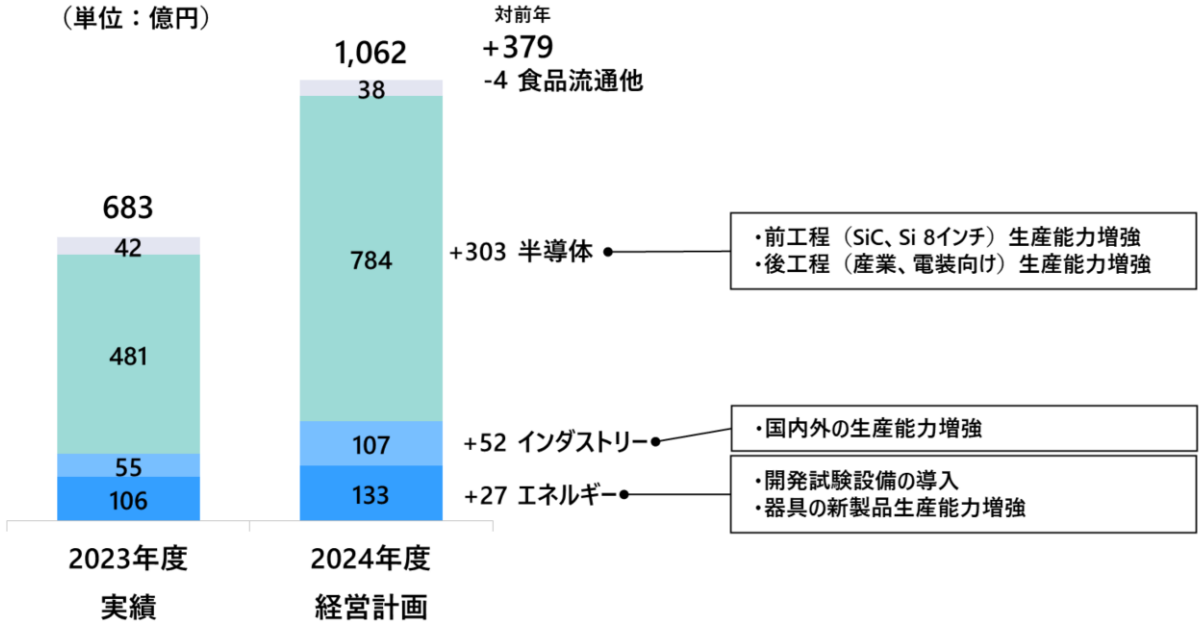 （単位：億円）
対前年
+379
-4 食品流通他
1,062
38
784
107
133
683
42
481
55
106
+303 半導体
・前工程（SiC、Si 8インチ）生産能力増強
・後工程（産業、電装向け）生産能力増強
+52 インダストリー
・国内外の生産能力増強
+27 エネルギー
・開発試験設備の導入
・器具の新製品生産能力増強
2023年度
実績
2024年度
経営計画